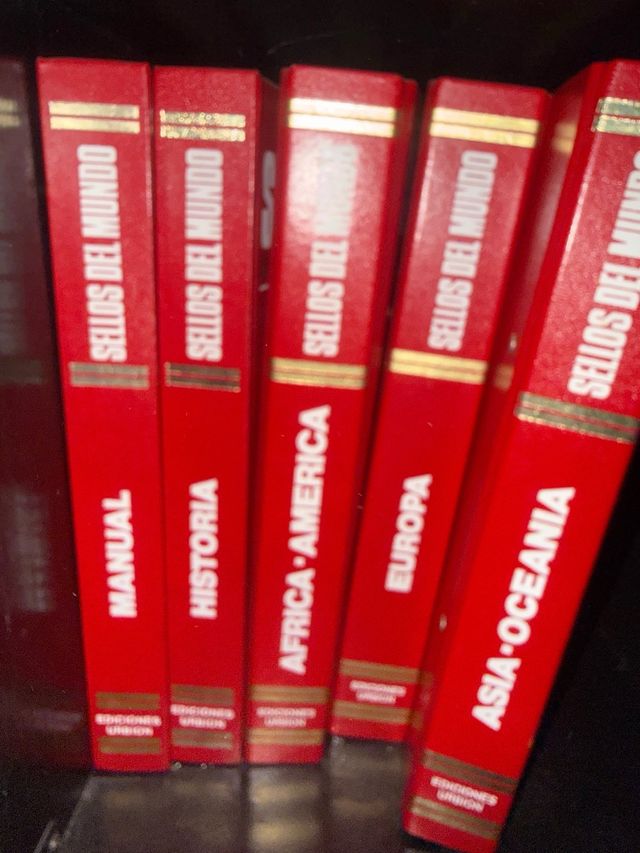 SELLOS DEL MUNDO
MANUAL
EDICIONES
URBION
SELLOS DEL MUNDO
HISTORIA
EDICIONES
URBION
SELLOS DEL MUNDO
AFRICA·AMERICA
EDICIONES
URBION
SELLOS DEL MUNDO
EUROPA
EDICIONES
URBION
SELLOS DEL MUNDO
ASIA·OCEANIA
EDICIONES
URBION